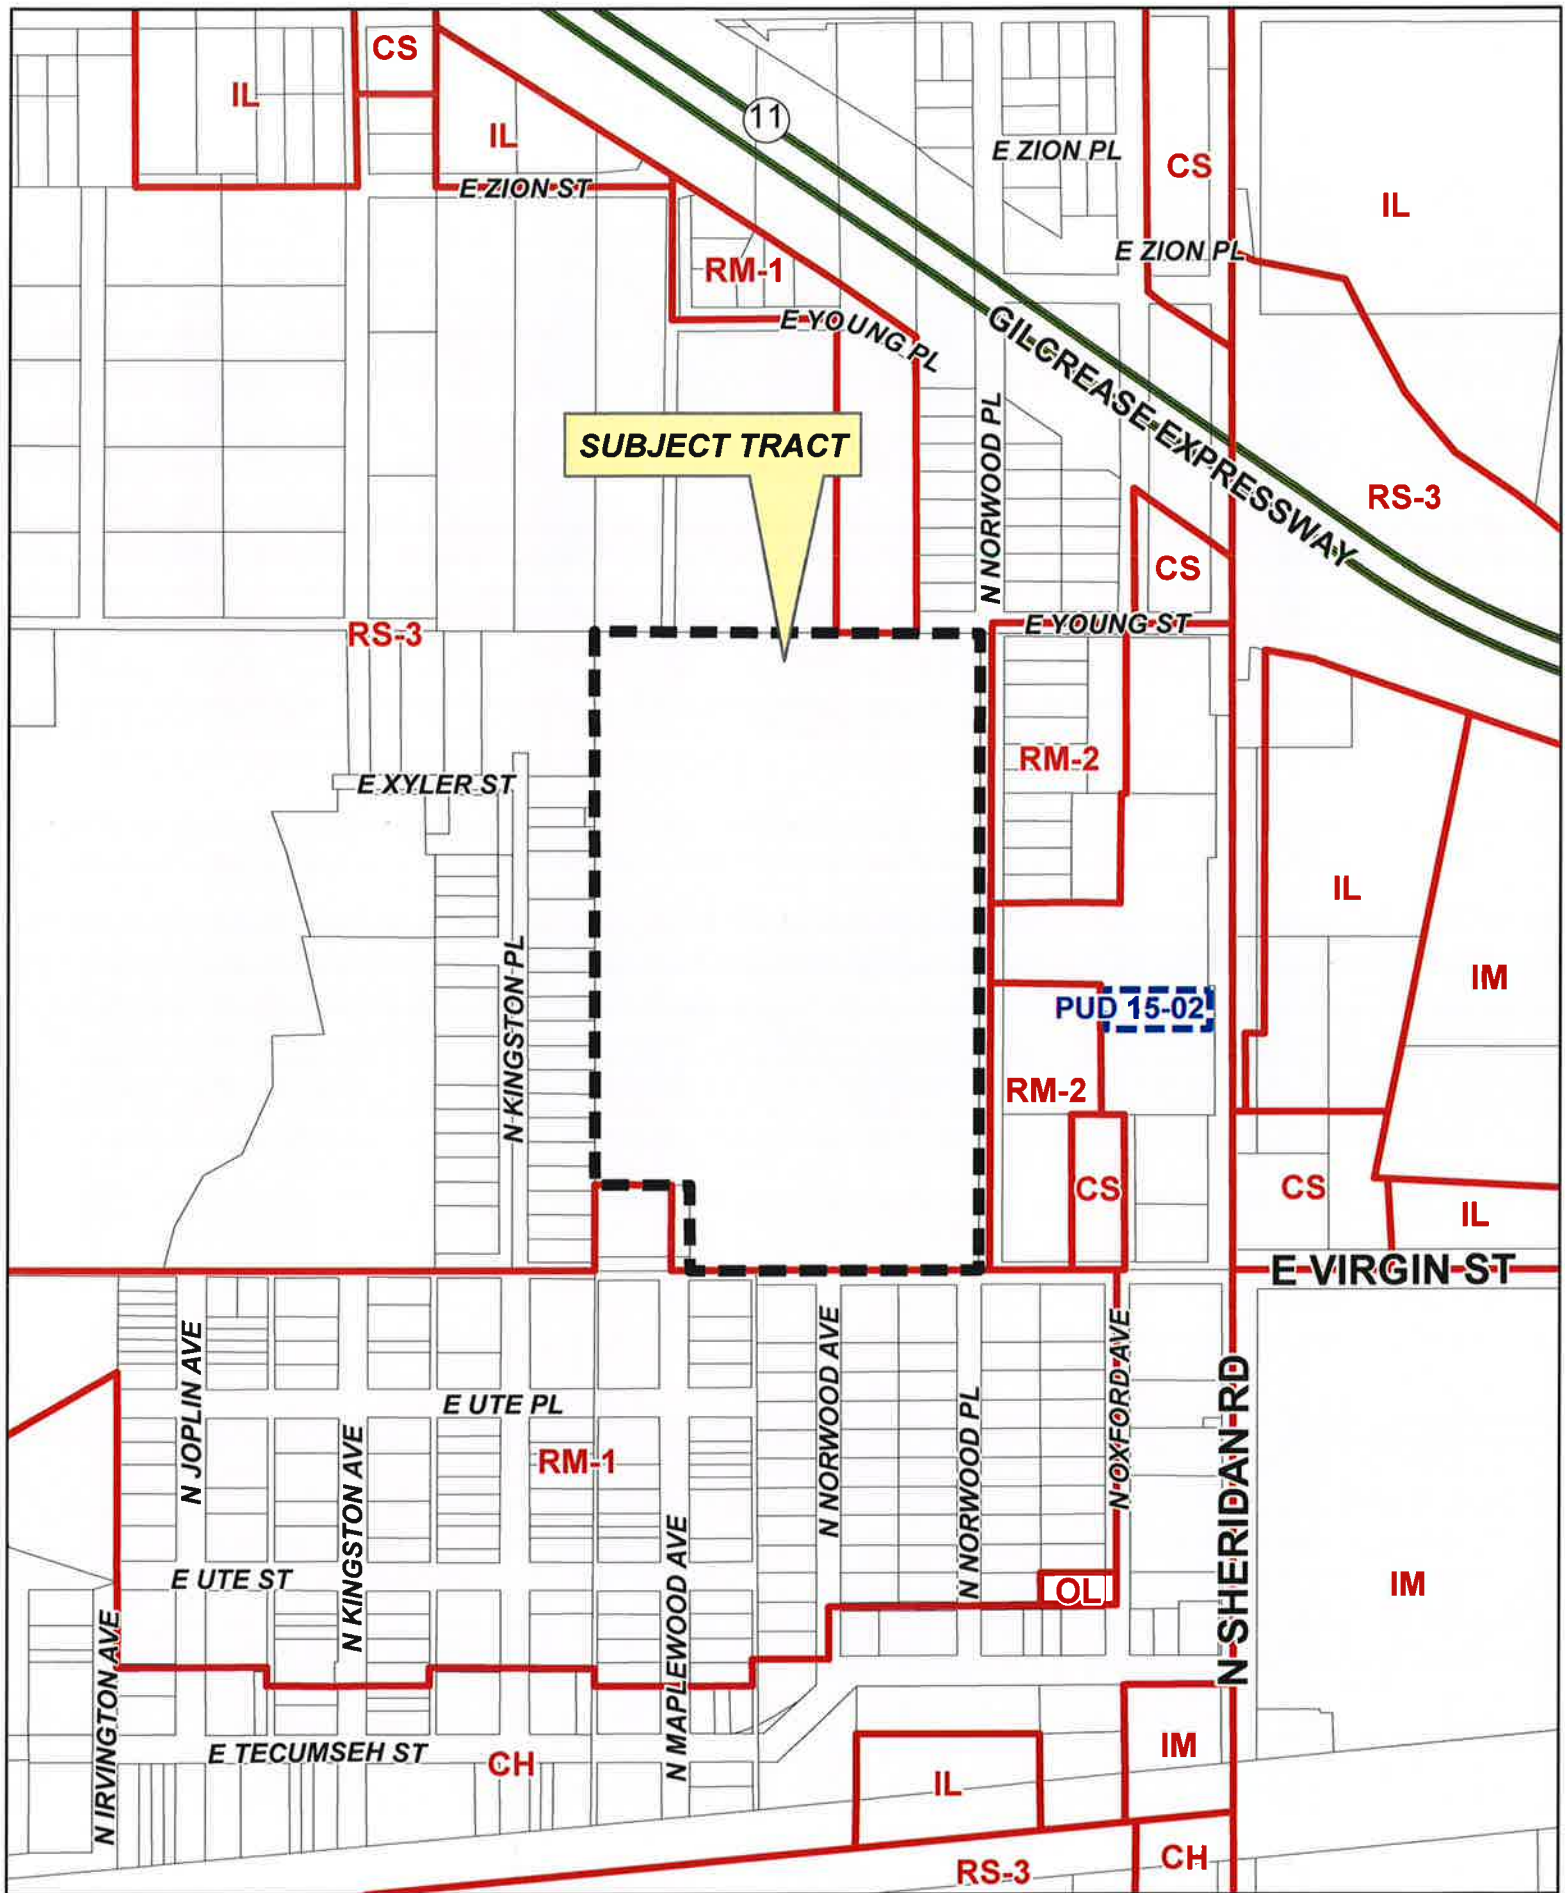 CS
IL
11
IL
E ZION PL
CS
E ZION ST
IL
E ZION PL
RM-1
E YOUNG PL
GILCREASE EXPRESSWAY
SUBJECT TRACT
N NORWOOD PL
RS-3
CS
E YOUNG ST
RS-3
RM-2
E XYLER ST
IL
N KINGSTON PL
IM
PUD 15-02
RM-2
CS
CS
IL
E VIRGIN ST
N JOPLIN AVE
N NORWOOD AVE
N OXFORD AVE
E UTE PL
N KINGSTON AVE
RM-1
N NORWOOD PL
N SHERIDAN RD
N MAPLEWOOD AVE
E UTE ST
OL
IM
N IRVINGTON AVE
E TECUMSEH ST
CH
IM
IL
CH
RS-3